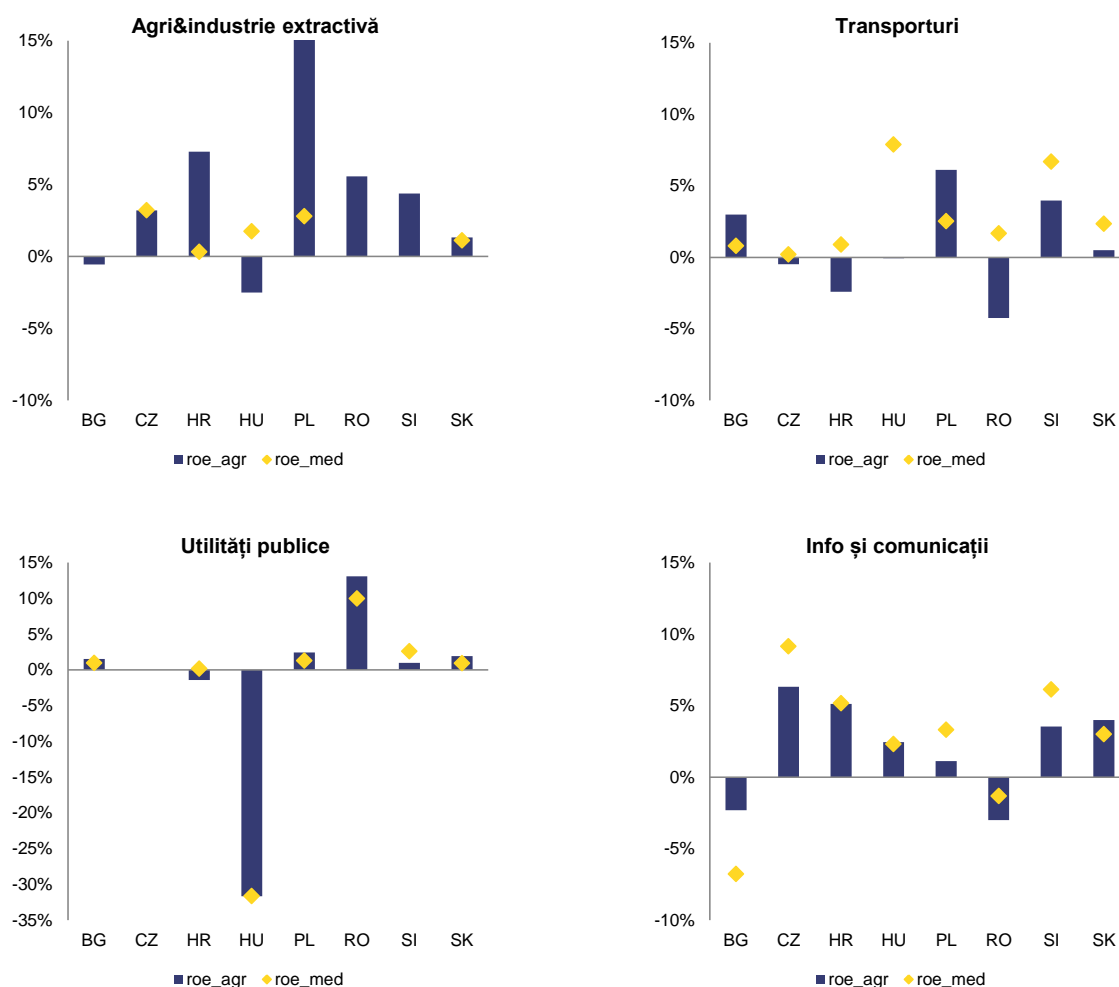 Agri&industrie extractivă
15%
10%
5%
0%
-5%
-10%
BG CZ HR HU PL RO SI SK
roe_agr roe_med
Transporturi
15%
10%
5%
0%
-5%
-10%
BG CZ HR HU PL RO SI SK
roe_agr roe_med
Utilități publice
15%
10%
5%
0%
-5%
-10%
-15%
-20%
-25%
-30%
-35%
BG CZ HR HU PL RO SI SK
roe_agr roe_med
Info și comunicații
15%
10%
5%
0%
-5%
-10%
BG CZ HR HU PL RO SI SK
roe_agr roe_med